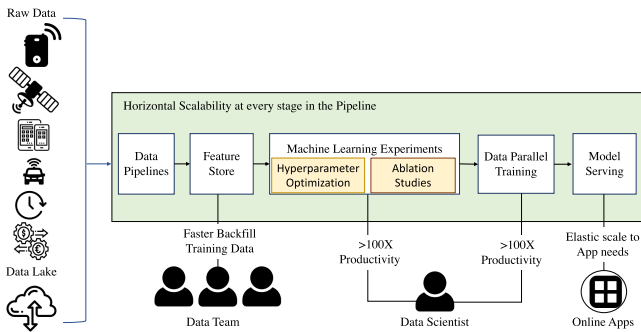 Raw Data
Horizontal Scalability at every stage in the Pipeline
Data
Pipelines
Feature
Store
Machine Learning Experiments
Hyperparameter
Optimization
Ablation
Studies
Data Parallel
Training
Model
Serving
Faster Backfill
Training Data
>100X
Productivity
>100X
Productivity
Elastic scale to
App needs
Data Lake
Data Team
Data Scientist
Online Apps
$
€